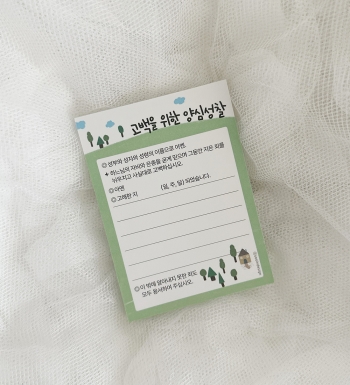 고백을 위한 양심성찰
◎ 성부와 성자와 성령의 이름으로 아멘.
✚ 하느님의 자비와 은총을 굳게 믿으며 그동안 지은 죄를
뉘우치고 사실대로 고백하십시오.
◎ 아멘.
◎ 고백한 지 (일, 주, 달) 되었습니다.
◎ 이 밖에 알아내지 못한 죄도
모두 용서하여 주십시오.